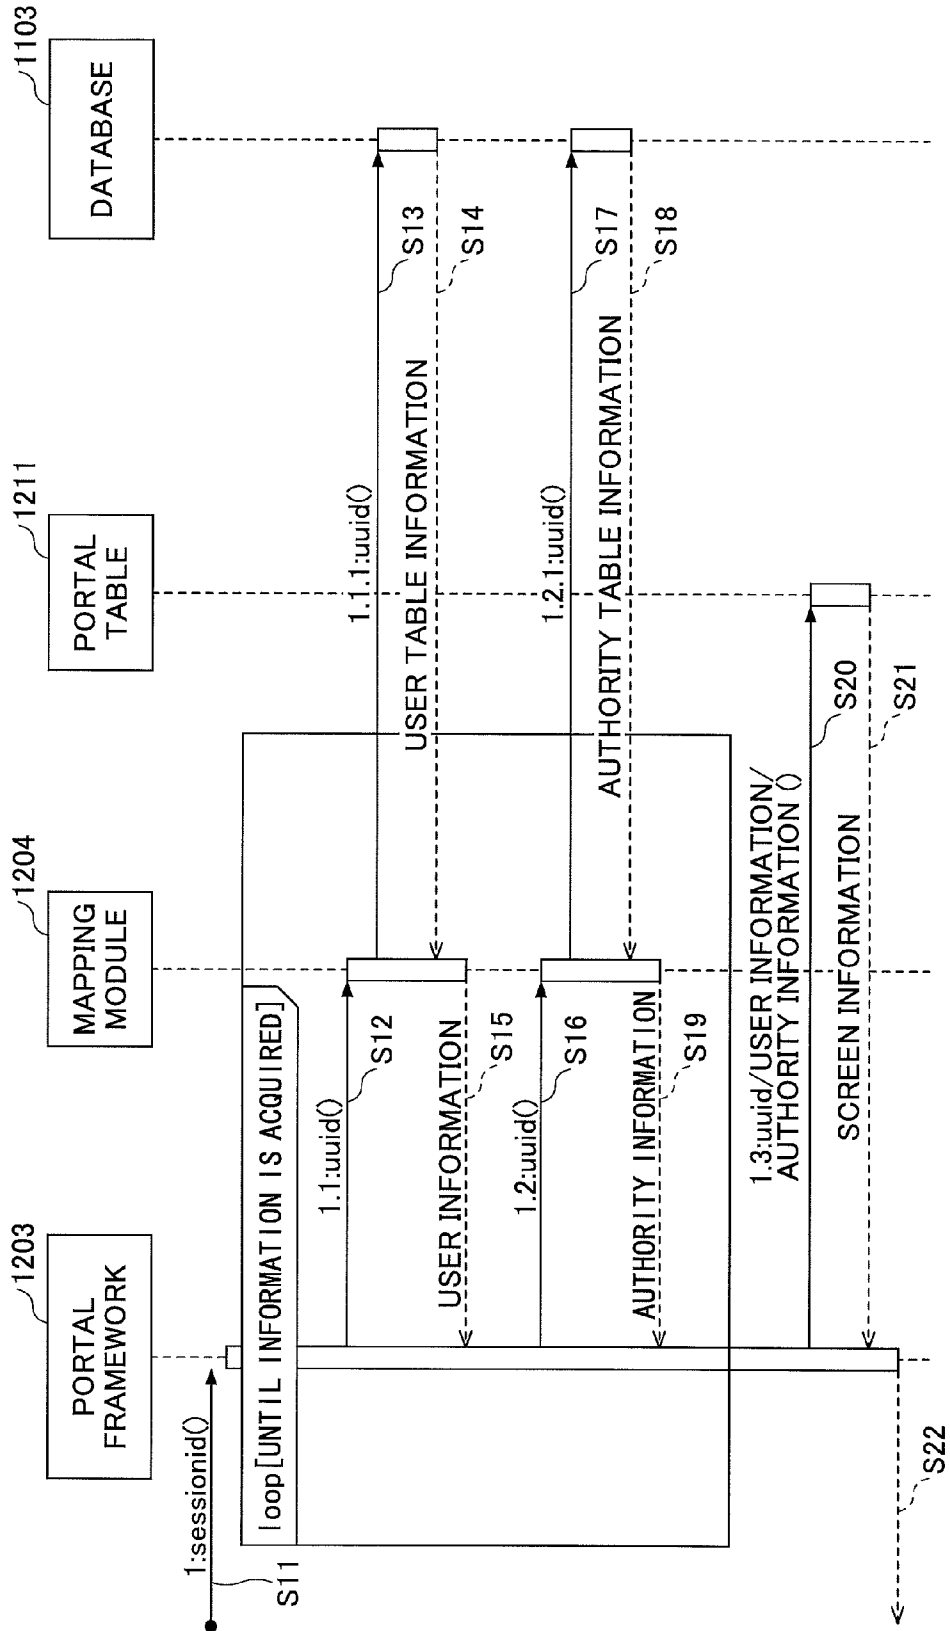 1203
PORTAL
FRAMEWORK
1204
MAPPING
MODULE
1211
PORTAL
TABLE
1103
DATABASE
1:sessionid()
S11
loop[UNTIL INFORMATION IS ACQUIRED]
1.1:uuid()
S12
1.1.1:uuid()
S13
USER TABLE INFORMATION
S14
USER INFORMATION
S15
1.2:uuid()
S16
1.2.1:uuid()
S17
AUTHORITY TABLE INFORMATION
S18
AUTHORITY INFORMATION
S19
1.3:uuid/USER INFORMATION/
AUTHORITY INFORMATION ()
S20
SCREEN INFORMATION
S21
S22